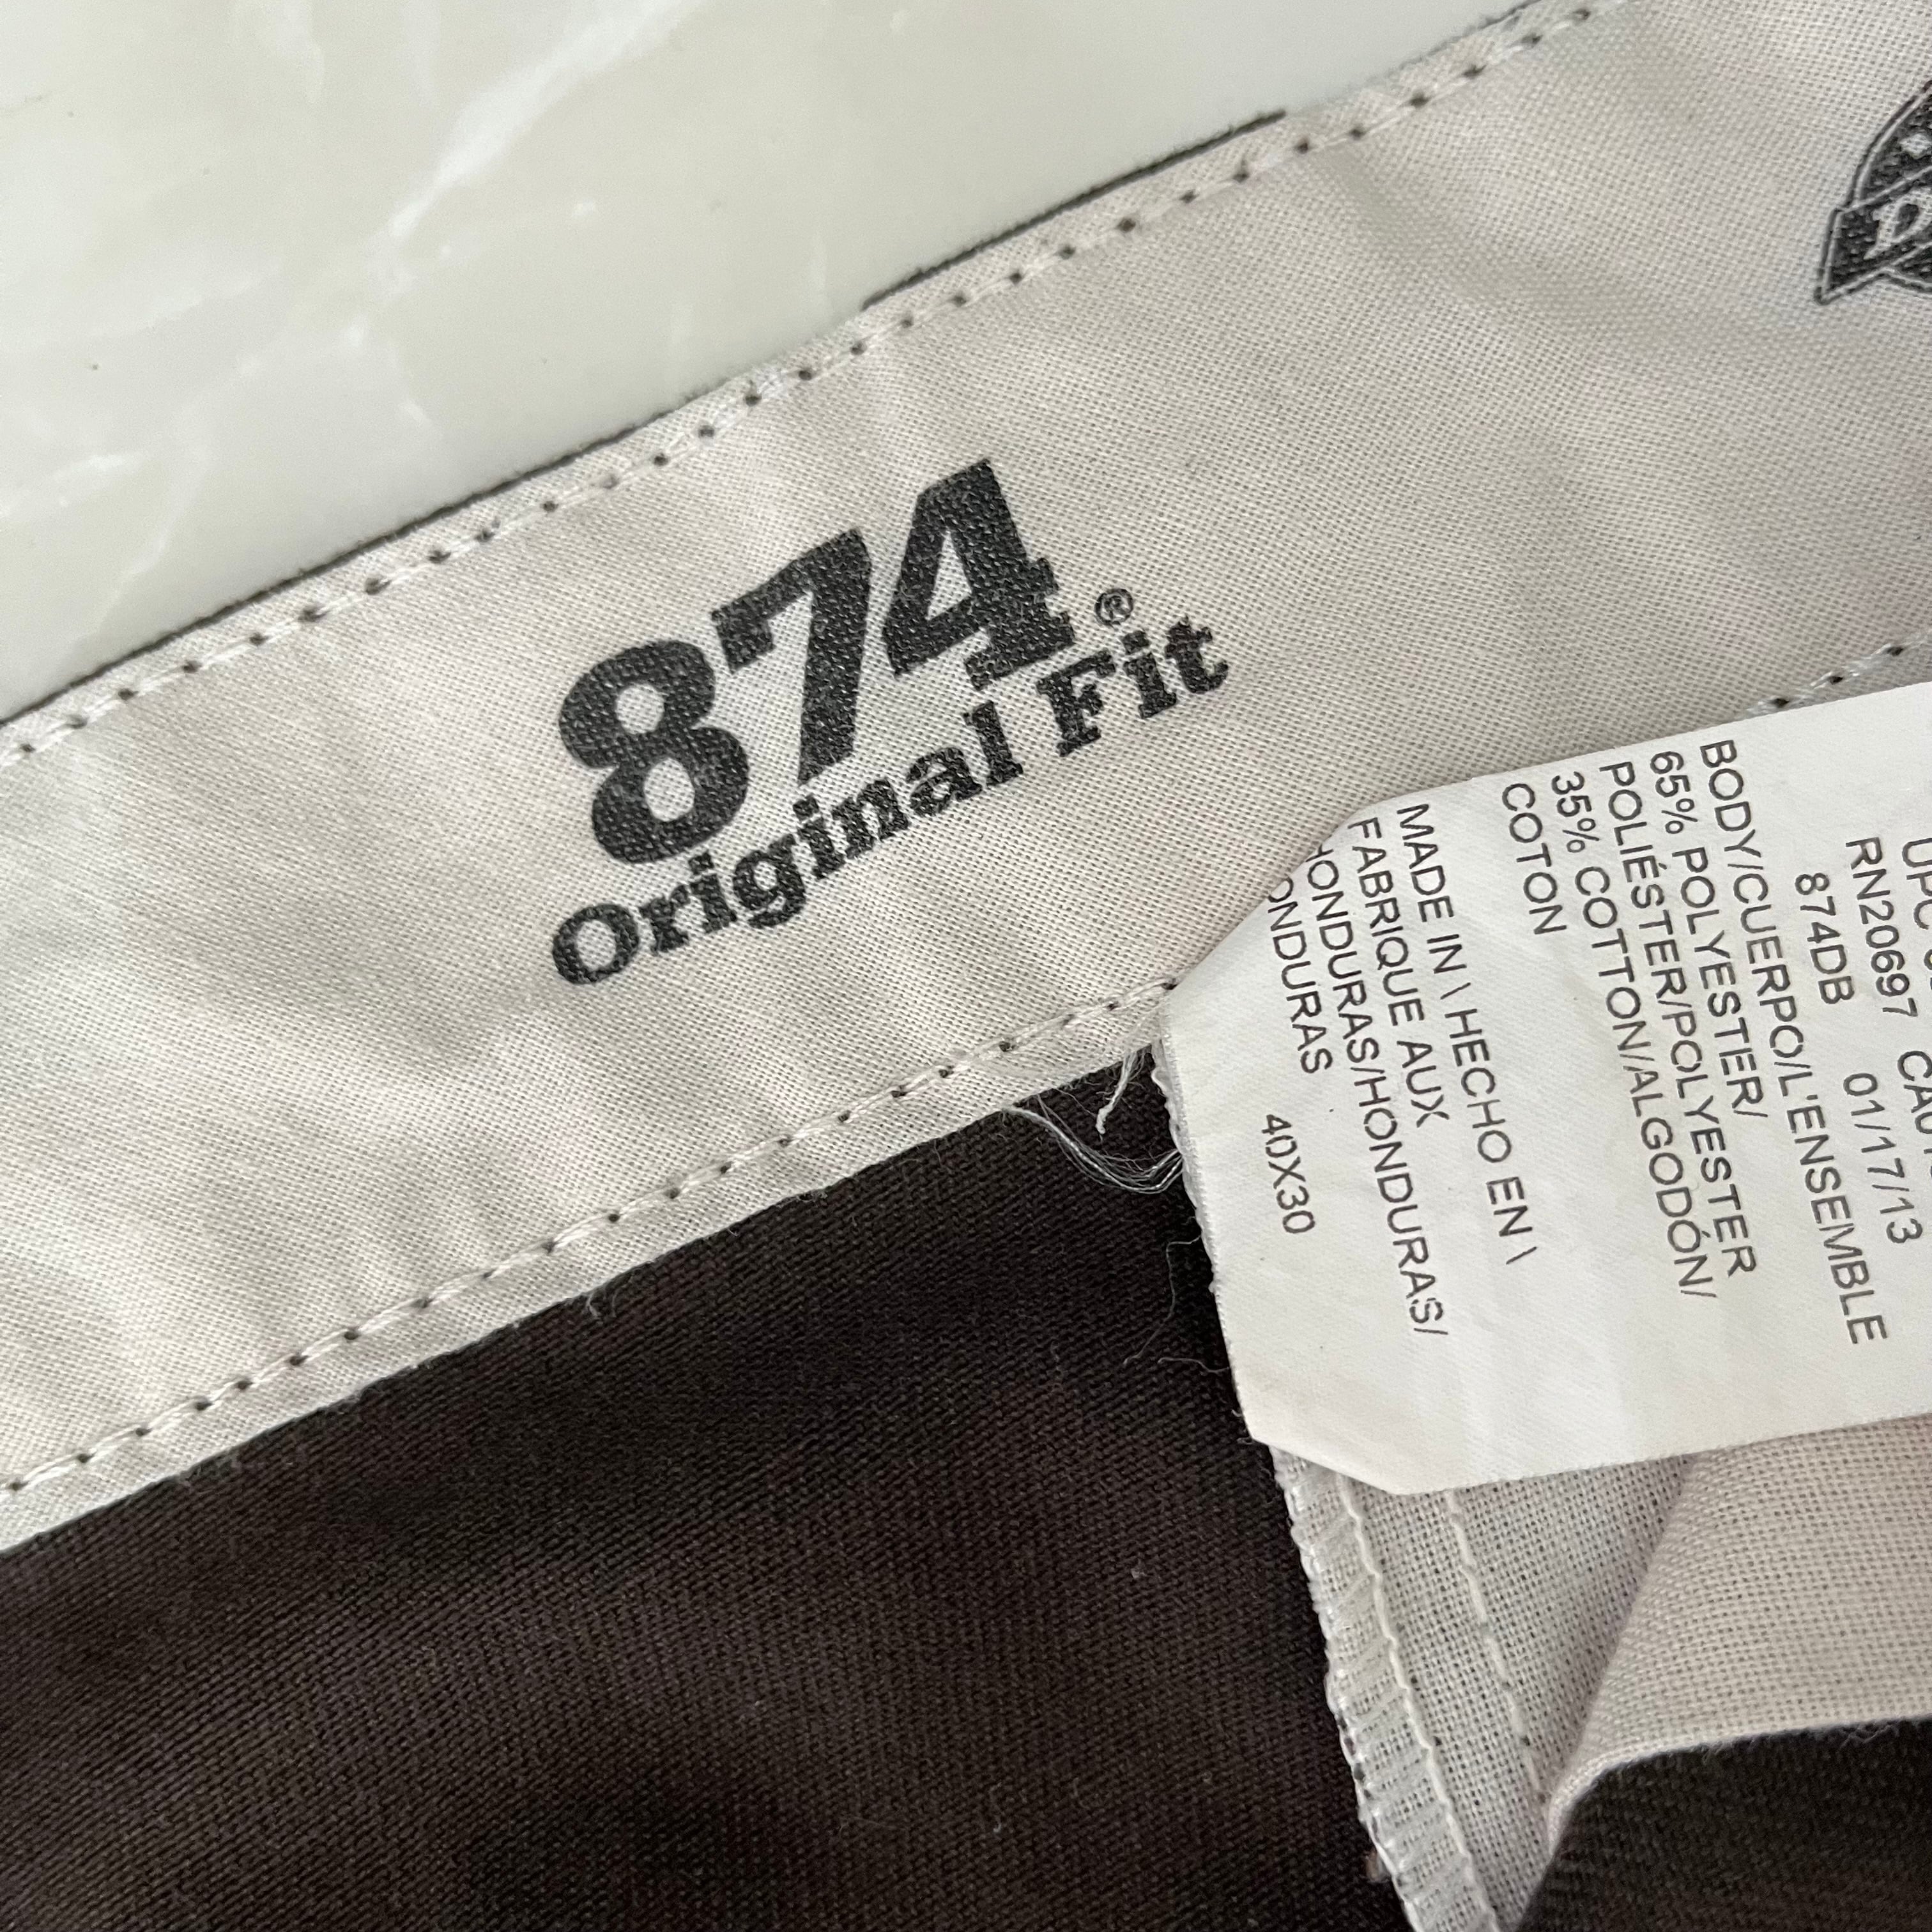 874®
Original Fit
RN20697 
874DB 01/17/13
BODY/CUERPO/L'ENSEMBLE
65% POLYESTER/
POLIÉSTER/POLYESTER
35% COTTON/ALGODÓN/
COTON
MADE IN \ HECHO EN \
FABRIQUE AUX
HONDURAS/HONDURAS/
HONDURAS
40X30